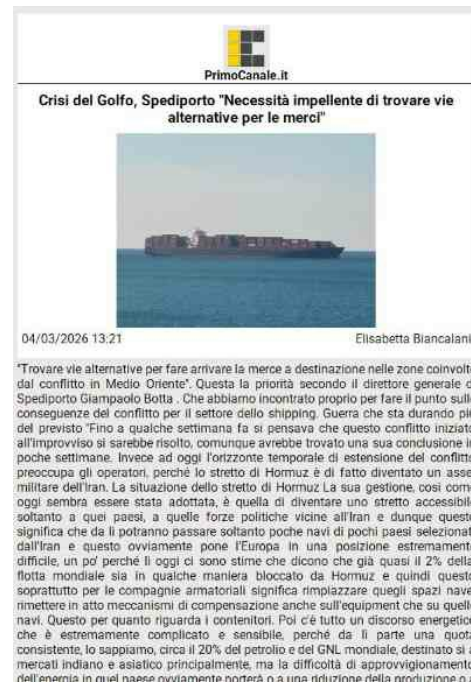 PrimoCanale.it
Crisi del Golfo, Spediporto "Necessità impellente di trovare vie
alternative per le merci"
04/03/2026 13:21
Elisabetta Biancalani
"Trovare vie alternative per fare arrivare la merce a destinazione nelle zone coinvolte
dal conflitto in Medio Oriente". Questa la priorità secondo il direttore generale d
Spediporto Giampaolo Botta . Che abbiamo incontrato proprio per fare il punto sulle
conseguenze del conflitto per il settore dello shipping. Guerra che sta durando più
del previsto "Fino a qualche settimana fa si pensava che questo conflitto iniziato
all'improvviso si sarebbe risolto, comunque avrebbe trovato una sua conclusione in
poche settimane. Invece ad oggi l'orizzonte temporale di estensione del conflitto
preoccupa gli operatori, perchè lo stretto di Hormuz è di fatto diventato un asset
militare dell'Iran. La situazione dello stretto di Hormuz La sua gestione, così come
oggi sembra essere stata adottata, è quella di diventare uno stretto accessibile
soltanto a quei paesi, a quelle forze politiche vicine all'Iran e dunque questo
significa che da lì potranno passare soltanto poche navi di pochi paesi selezionati
dall'Iran e questo ovviamente pone l'Europa in una posizione estremamente
difficile, un po' perché lì oggi ci sono stime che dicono che già quasi il 2% della
flotta mondiale sia in qualche maniera bloccato da Hormuz e quindi questo
soprattutto per le compagnie armatoriali significa rimpiazzare quegli spazi nave,
rimettere in atto meccanismi di compensazione anche sull'equipment che su quelle
navi. Questo per quanto riguarda i contenitori. Poi c'è tutto un discorso energetico
che è estremamente complicato e sensibile, perché da lì parte una quota
consistente, lo sappiamo, circa il 20% del petrolio e del GNL mondiale, destinato si a
mercati indiano e asiatico principalmente, ma la difficoltà di approvvigionamento
dell'energia in quel paese ovviamente porterà o a una riduzione della produzione o a